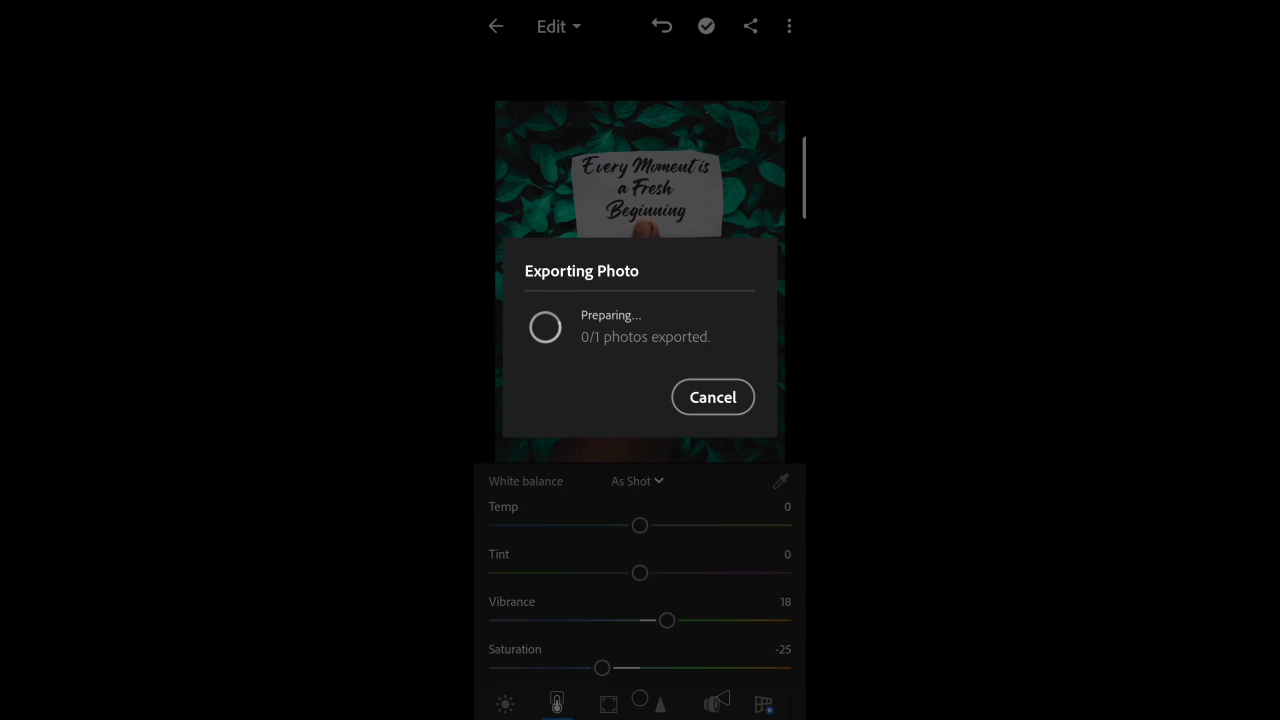 Edit
Every Moment is
a Fresh
Beginning
Exporting Photo
Preparing...
0/1 photos exported.
Cancel
White balance As Shot
Temp 0
Tint 0
Vibrance 18
Saturation -25